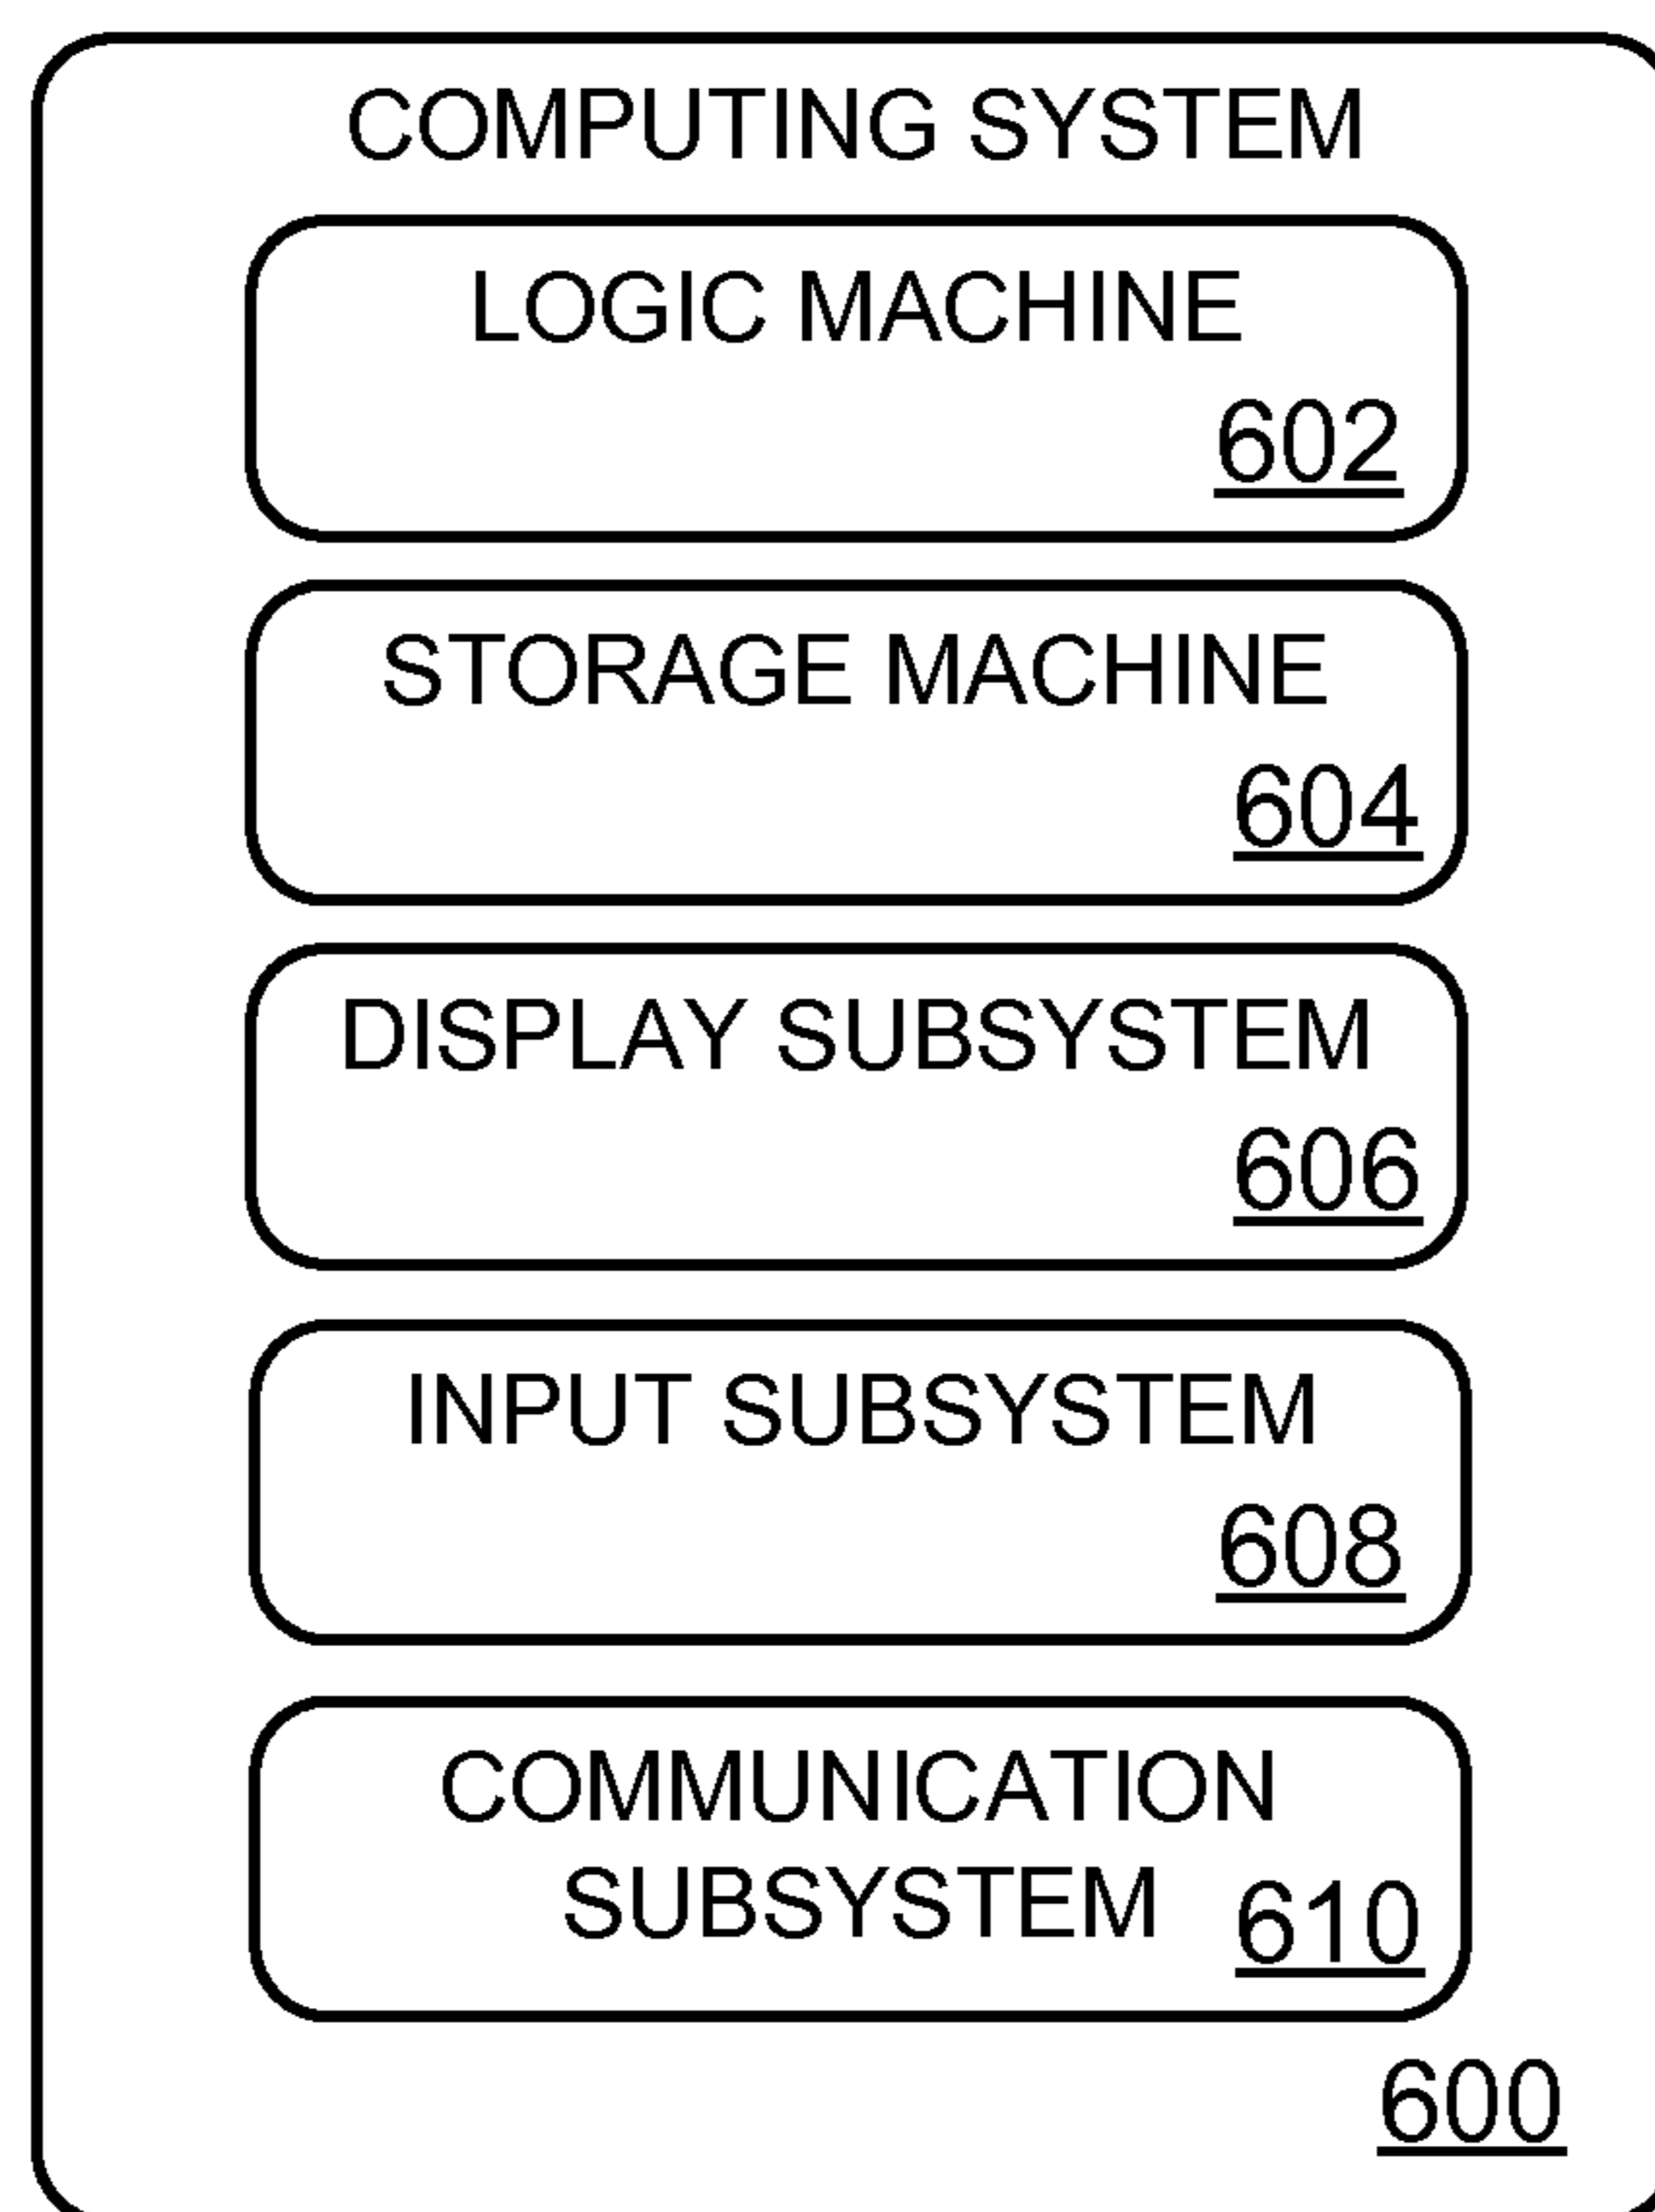 COMPUTING SYSTEM
LOGIC MACHINE
602
STORAGE MACHINE
604
DISPLAY SUBSYSTEM
606
INPUT SUBSYSTEM
608
COMMUNICATION
SUBSYSTEM 610
600